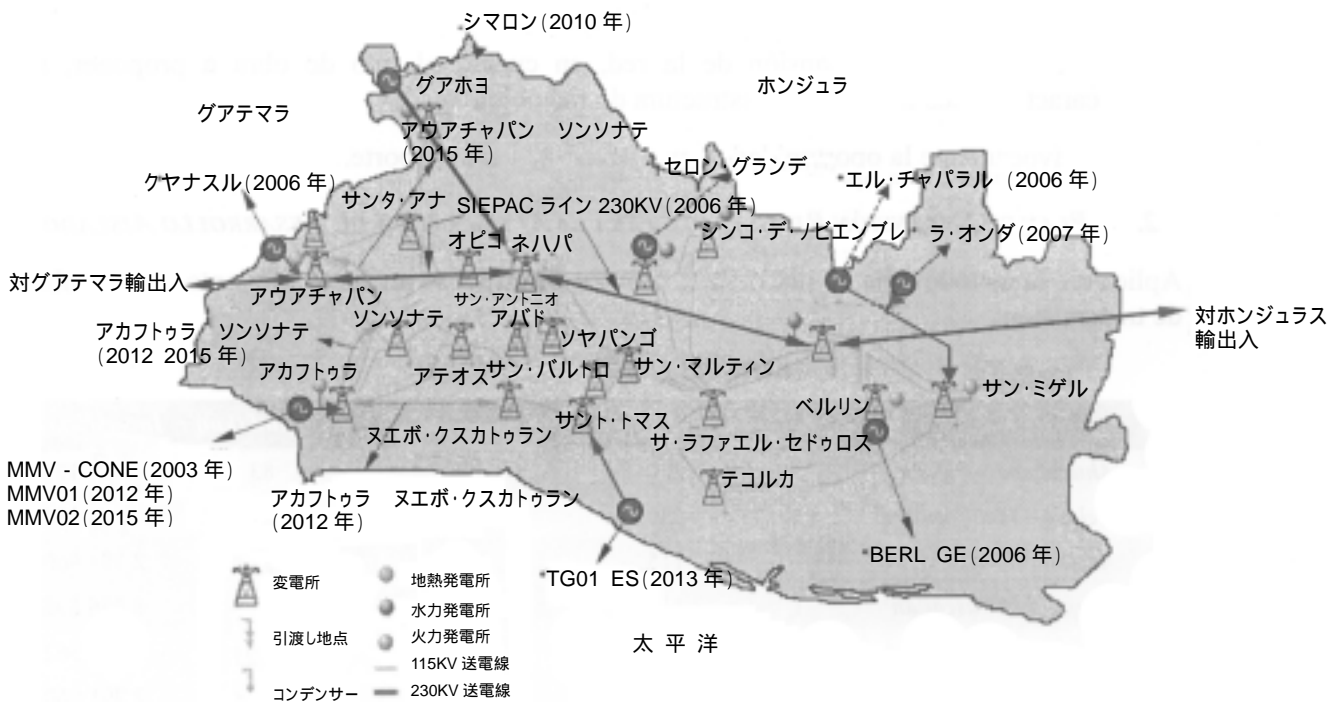 シマロン(2010 年)
グアホヨ
ホンジュラ
グアテマラ
アウアチャパン ソンソナテ
(2015 年)
セロン・グランデ
エル・チャパラル (2006 年)
クヤナスル(2006 年)
サンタ・アナ
SIEPAC ライン 230KV(2006 年)
シンコ・デ・ノビエンブレ
ラ・オンダ(2007 年)
オピコ
ネハパ
対グアテマラ輸出入
アウアチャパン
サン・アントニオ
アバド
対ホンジュラス
輸出入
アカフトゥラ ソンソナテ
(2012 2015 年)
ソンソナテ
ソヤパンゴ
アカフトゥラ
アテオス
サン・バルトロ
サン・マルティン
サン・ミゲル
ベルリン
サント・トマス
ヌエボ・クスカトゥラン
サ・ラファエル・セドゥロス
MMV - CONE(2003 年)
MMV01(2012 年)
MMV02(2015 年)
アカフトゥラ ヌエボ・クスカトゥラン
(2012 年)
テコルカ
BERL GE(2006 年)
TG01 ES(2013 年)
変電所
地熱発電所
水力発電所
引渡し地点
火力発電所
太 平 洋
115KV 送電線
コンデンサー
230KV 送電線